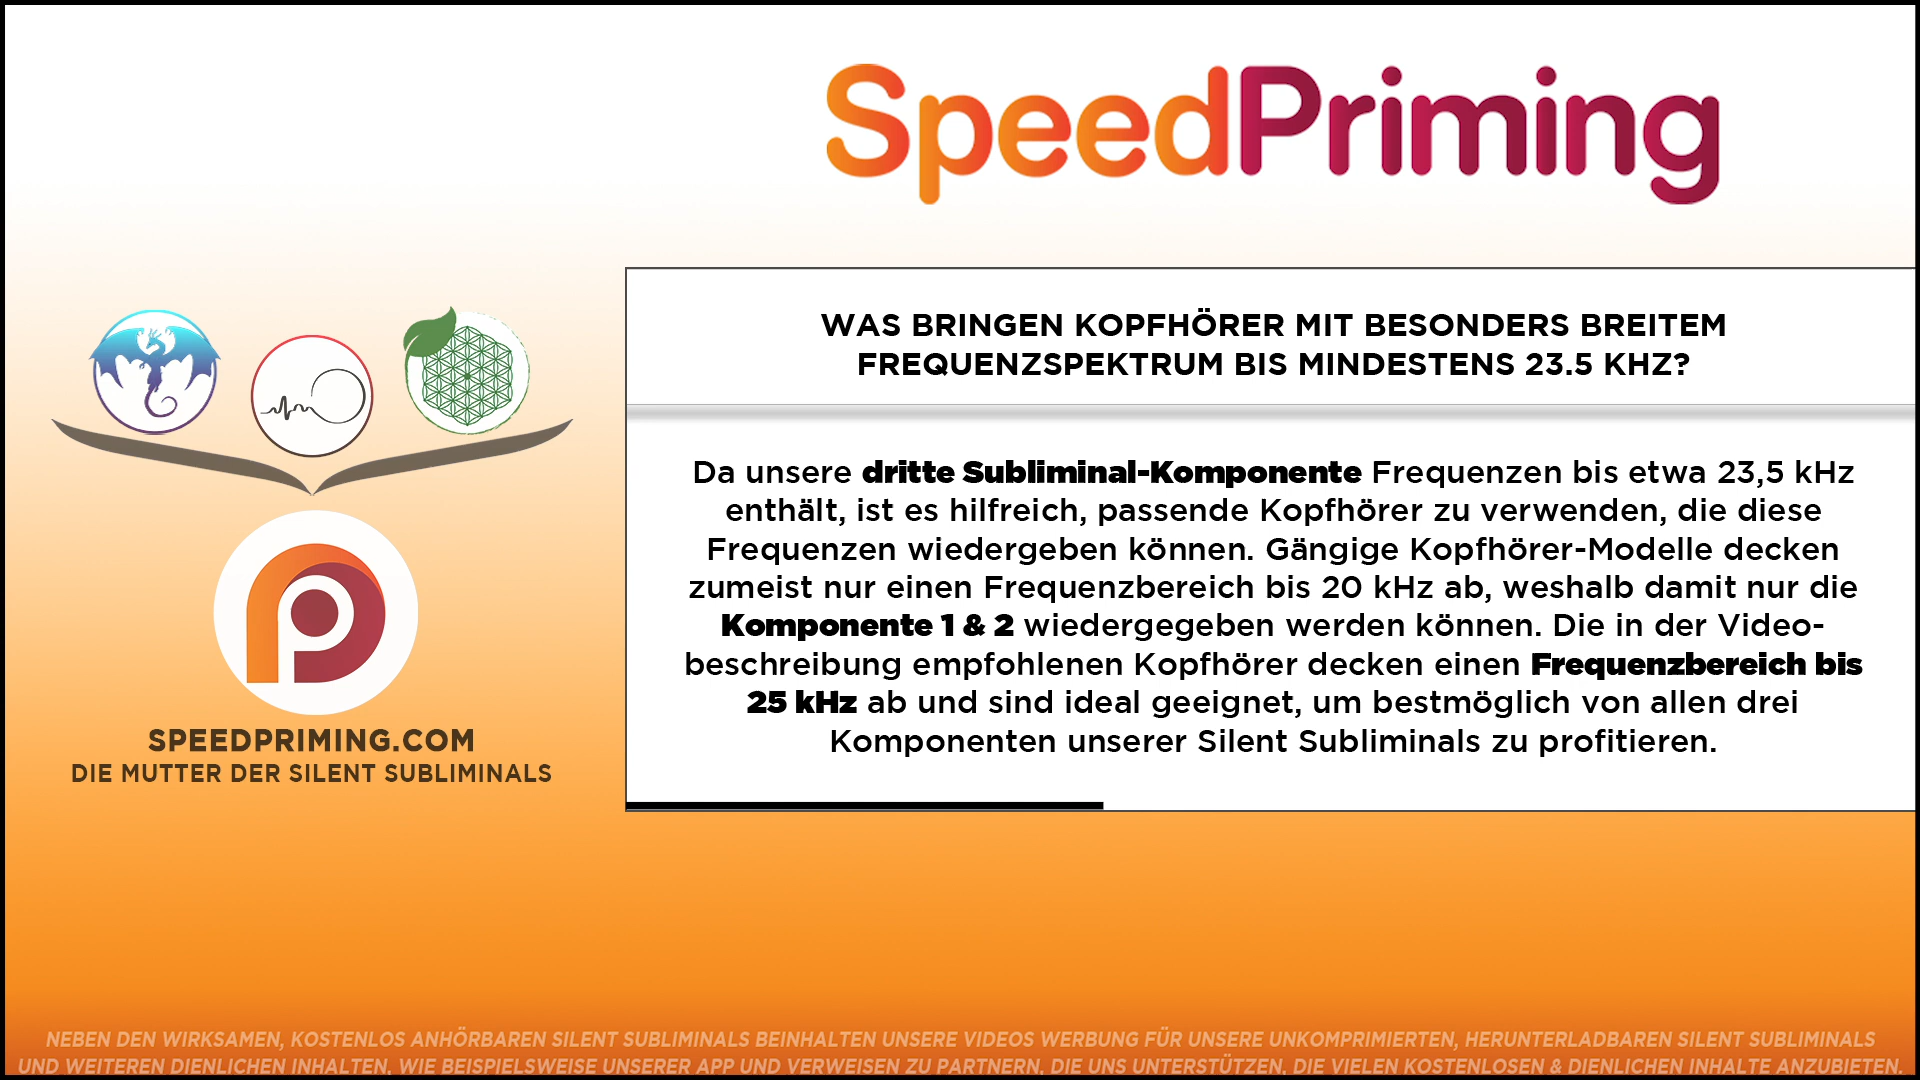 SpeedPriming
WAS BRINGEN KOPFHÖRER MIT BESONDERS BREITEM
FREQUENZSPEKTRUM BIS MINDESTENS 23.5 KHZ?
Da unsere dritte Subliminal-Komponente Frequenzen bis etwa 23,5 kHz
enthält, ist es hilfreich, passende Kopfhörer zu verwenden, die diese
Frequenzen wiedergeben können. Gängige Kopfhörer-Modelle decken
zumeist nur einen Frequenzbereich bis 20 kHz ab, weshalb damit nur die
Komponente 1 & 2 wiedergegeben werden können. Die in der Video-
beschreibung empfohlenen Kopfhörer decken einen Frequenzbereich bis
25 kHz ab und sind ideal geeignet, um bestmöglich von allen drei
Komponenten unserer Silent Subliminals zu profitieren.
SPEEDPRIMING.COM
DIE MUTTER DER SILENT SUBLIMINALS
NEBEN DEN WIRKSAMEN, KOSTENLOS ANHÖRBAREN SILENT SUBLIMINALS BEINHALTEN UNSERE VIDEOS WERBUNG FÜR UNSERE UNKOMPRIMIERTEN, HERUNTERLADBAREN SILENT SUBLIMINALS
UND WEITEREN DIENLICHEN INHALTEN, WIE BEISPIELSWEISE UNSERER APP UND VERWEISEN ZU PARTNERN, DIE UNS UNTERSTÜTZEN, DIE VIELEN KOSTENLOSEN & DIENLICHEN INHALTE ANZUBIETEN.